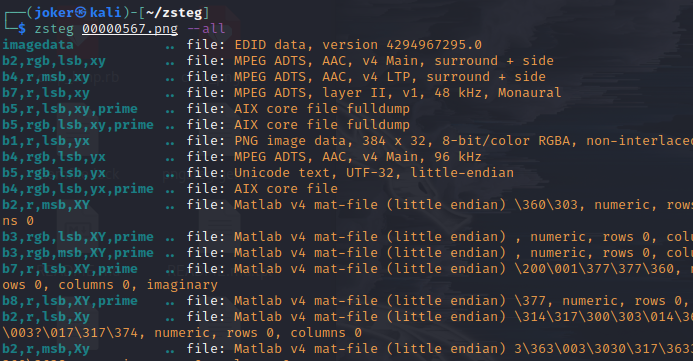 ┌──(joker㉿kali)-[~/zsteg]
└─$ zsteg 00000567.png --all
imagedata .. file: EDID data, version 4294967295.0
b2,rgb,lsb,xy .. file: MPEG ADTS, AAC, v4 Main, surround + side
b4,r,msb,xy .. file: MPEG ADTS, AAC, v4 LTP, surround + side
b7,r,lsb,xy .. file: MPEG ADTS, layer II, v1, 48 kHz, Monaural
b5,r,lsb,xy,prime .. file: AIX core file fulldump
b5,rgb,lsb,xy,prime .. file: AIX core file fulldump
b1,r,lsb,yx .. file: PNG image data, 384 x 32, 8-bit/color RGBA, non-interlaced
b4,rgb,lsb,yx .. file: MPEG ADTS, AAC, v4 Main, 96 kHz
b5,rgb,lsb,yx .. file: Unicode text, UTF-32, little-endian
b4,rgb,lsb,yx,prime .. file: AIX core file
b2,r,msb,XY .. file: Matlab v4 mat-file (little endian) \360\303, numeric, rows
ns 0
b3,rgb,lsb,XY,prime .. file: Matlab v4 mat-file (little endian) , numeric, rows 0, col
b3,rgb,msb,XY,prime .. file: Matlab v4 mat-file (little endian) , numeric, rows 0, col
b7,r,lsb,XY,prime .. file: Matlab v4 mat-file (little endian) \200\001\377\377\360, n
ows 0, columns 0, imaginary
b8,r,lsb,XY,prime .. file: Matlab v4 mat-file (little endian) \377, numeric, rows 0,
b2,r,lsb,Xy .. file: Matlab v4 mat-file (little endian) \314\317\300\303\014\36
\003?\017\317\374, numeric, rows 0, columns 0
b2,r,msb,Xy .. file: Matlab v4 mat-file (little endian) 3\363\003\3030\317\363